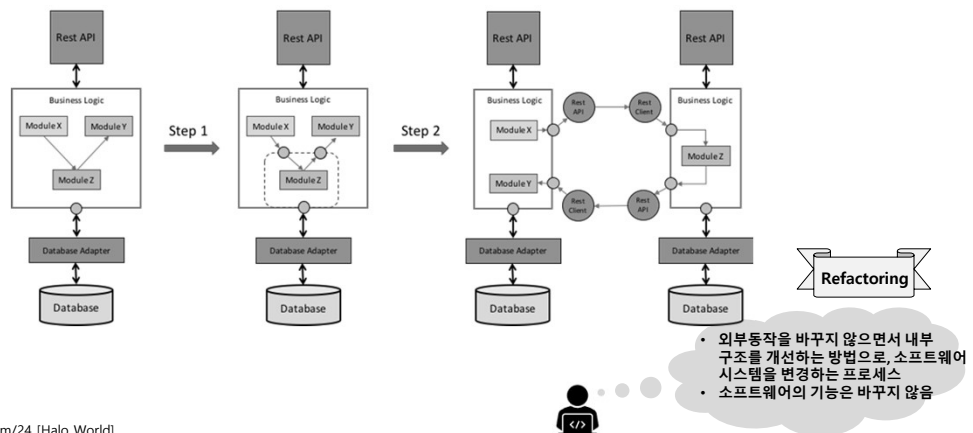 Rest API
Rest API
Rest API
Rest API
Business Logic
Module X
Module Y
Module Z
Step 1
Business Logic
Module X
Module Y
Module Z
Step 2
Business Logic
Module X
Module Y
Rest
API
Rest
Client
Rest
Client
Rest
API
Business Logic
Module Z
Database Adapter
Database Adapter
Database Adapter
Database Adapter
Database
Database
Database
Database
Refactoring
• 외부동작을 바꾸지 않으면서 내부
구조를 개선하는 방법으로, 소프트웨어
시스템을 변경하는 프로세스
• 소프트웨어의 기능은 바꾸지 않음
</>
m/24 [Halo World]